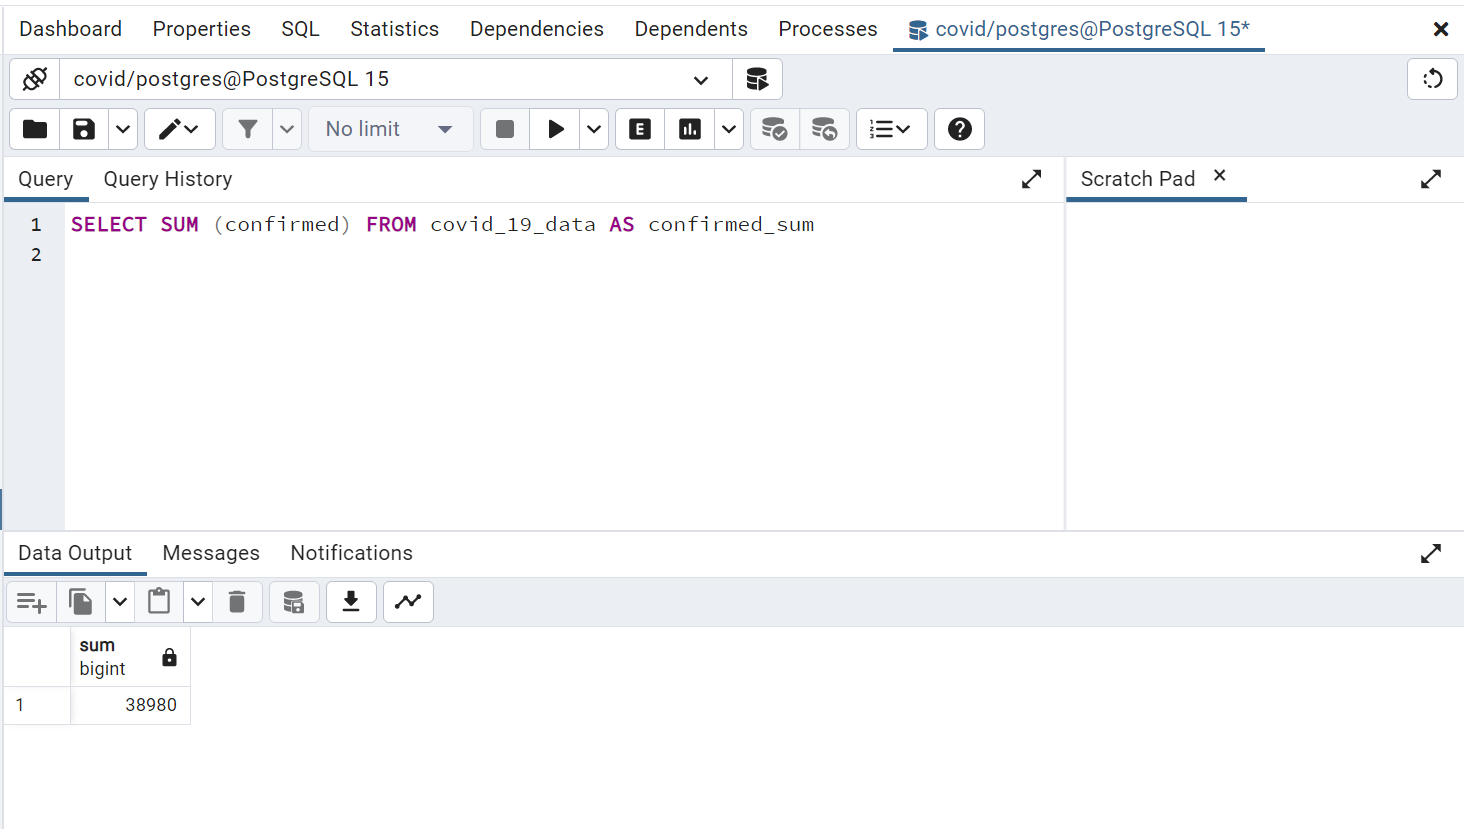 Dashboard Properties SQL Statistics Dependencies Dependents Processes covid/postgres@PostgreSQL 15*
covid/postgres@PostgreSQL 15
No limit E
Query Query History Scratch Pad
1 SELECT SUM (confirmed) FROM covid_19_data AS confirmed_sum
2
Data Output Messages Notifications
sum
bigint
1 38980